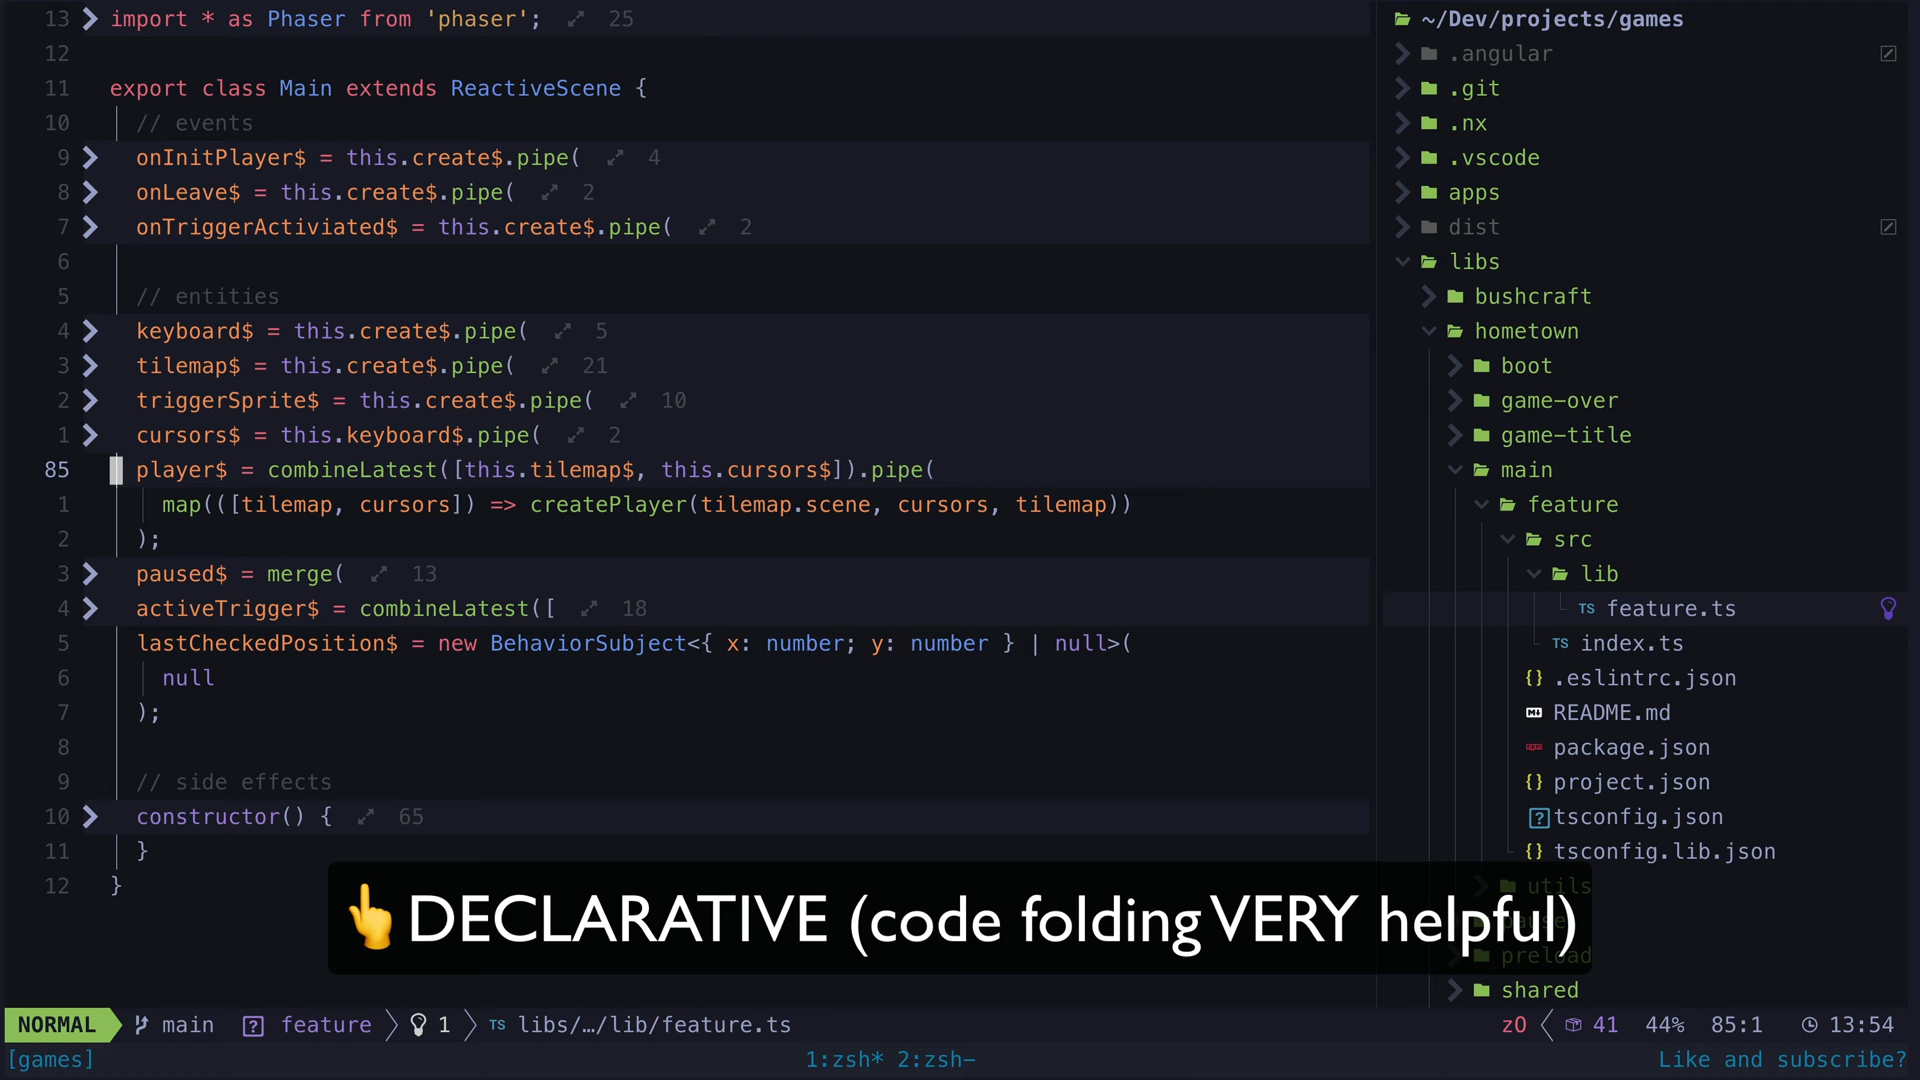 13 import * as Phaser from 'phaser'; 25
12
11 export class Main extends ReactiveScene {
10 // events
9 onInitPlayer$ = this.create$.pipe( 4
8 onLeave$ = this.create$.pipe( 2
7 onTriggerActiviated$ = this.create$.pipe( 2
6
5 // entities
4 keyboard$ = this.create$.pipe( 5
3 tilemap$ = this.create$.pipe( 21
2 triggerSprite$ = this.create$.pipe( 10
1 cursors$ = this.keyboard$.pipe( 2
85 player$ = combineLatest([this.tilemap$, this.cursors$]).pipe(
1 map(([tilemap, cursors]) => createPlayer(tilemap.scene, cursors, tilemap))
2 );
3 paused$ = merge( 13
4 activeTrigger$ = combineLatest([ 18
5 lastCheckedPosition$ = new BehaviorSubject<{ x: number; y: number } | null>(
6 null
7 );
8
9 // side effects
10 constructor() { 65
11 }
12 }
~/Dev/projects/games
.angular
.git
.nx
.vscode
apps
dist
libs
bushcraft
hometown
boot
game-over
game-title
main
feature
src
lib
TS feature.ts
TS index.ts
{} .eslintrc.json
README.md
package.json
{} project.json
[?] tsconfig.json
{} tsconfig.lib.json
utils
preload
shared
👆DECLARATIVE (code folding VERY helpful)
NORMAL main [?] feature 1 TS libs/…/lib/feature.ts
zO 41 44% 85:1 13:54
[games] 1:zsh* 2:zsh- Like and subscribe?